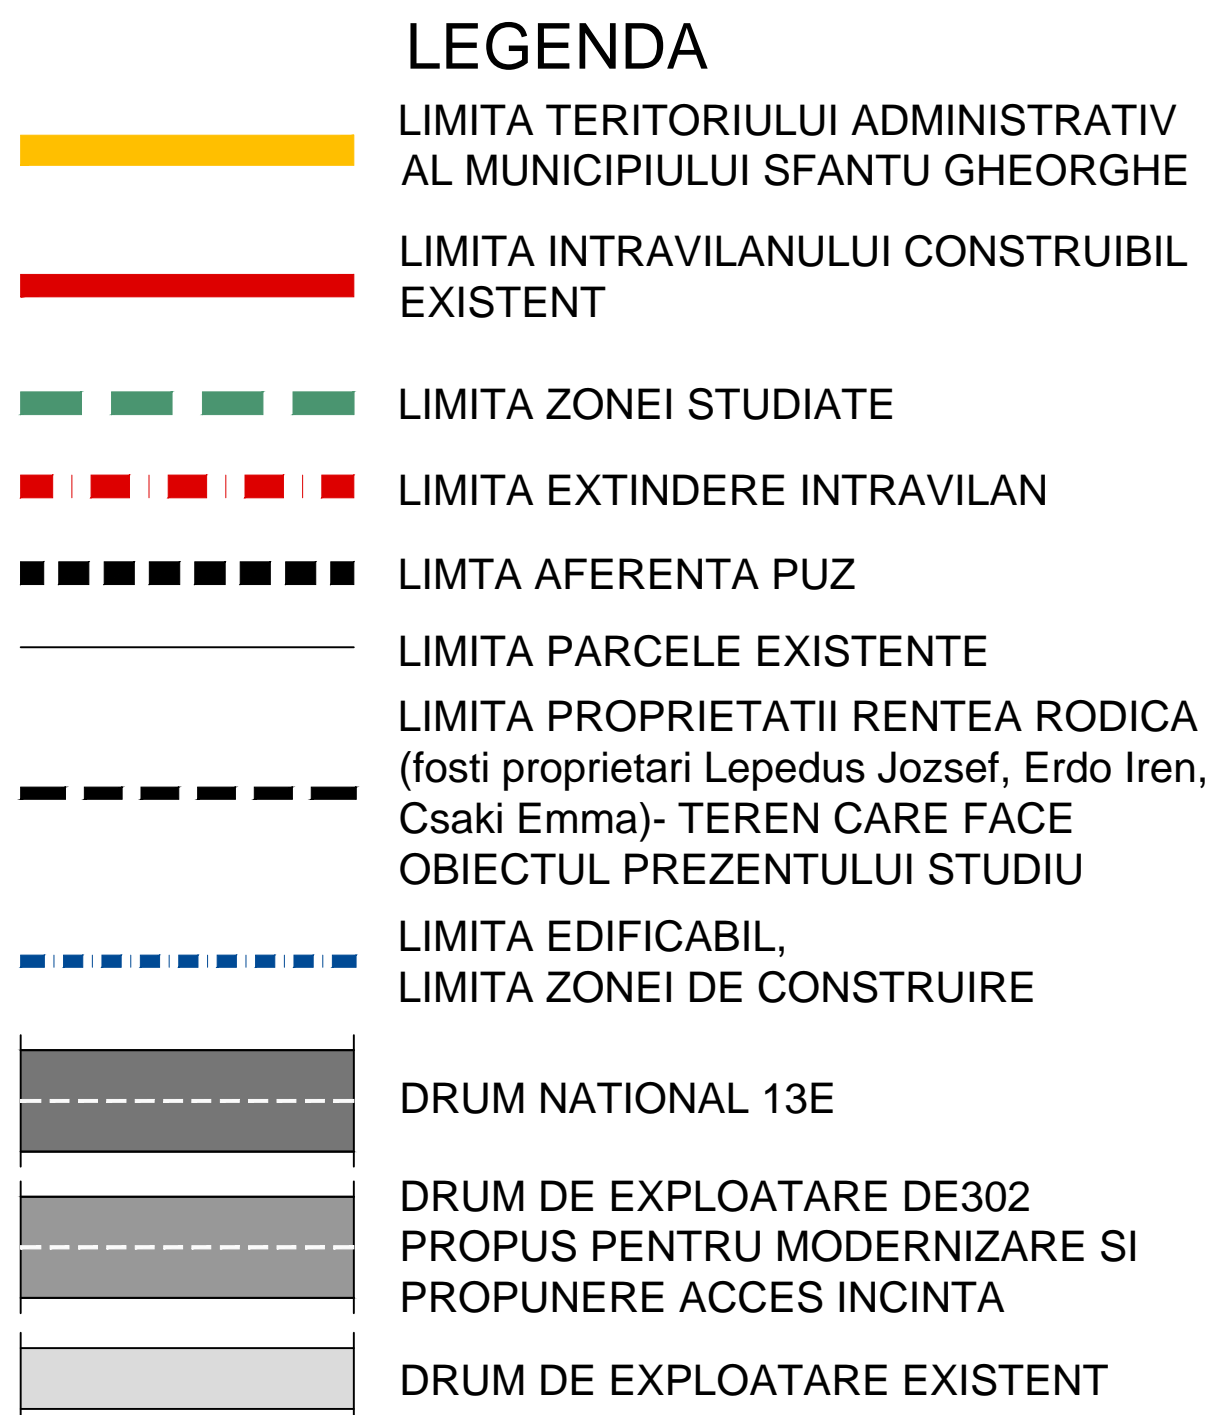 LEGENDA
LIMITA TERITORIULUI ADMINISTRATIV
AL MUNICIPIULUI SFANTU GHEORGHE
LIMITA INTRAVILANULUI CONSTRUIBIL
EXISTENT
LIMITA ZONEI STUDIATE
LIMITA EXTINDERE INTRAVILAN
LIMTA AFERENTA PUZ
LIMITA PARCELE EXISTENTE
LIMITA PROPRIETATII RENTEA RODICA
(fosti proprietari Lepedus Jozsef, Erdo Iren,
Csaki Emma)- TEREN CARE FACE
OBIECTUL PREZENTULUI STUDIU
LIMITA EDIFICABIL,
LIMITA ZONEI DE CONSTRUIRE
DRUM NATIONAL 13E
DRUM DE EXPLOATARE DE302
PROPUS PENTRU MODERNIZARE SI
PROPUNERE ACCES INCINTA
DRUM DE EXPLOATARE EXISTENT